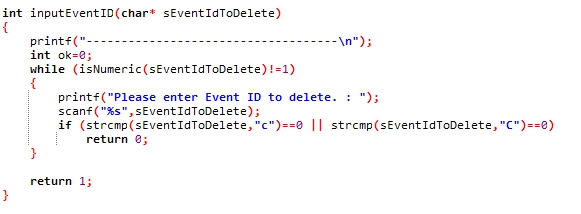 int inputEventID(char* sEventIdToDelete)
{
printf("-----------------------------------\n");
int ok=0;
while (isNumeric(sEventIdToDelete)!=1)
{
printf("Please enter Event ID to delete. : ");
scanf("%s",sEventIdToDelete);
if (strcmp(sEventIdToDelete,"c")==0 || strcmp(sEventIdToDelete,"C")==0)
return 0;
}
return 1;
}